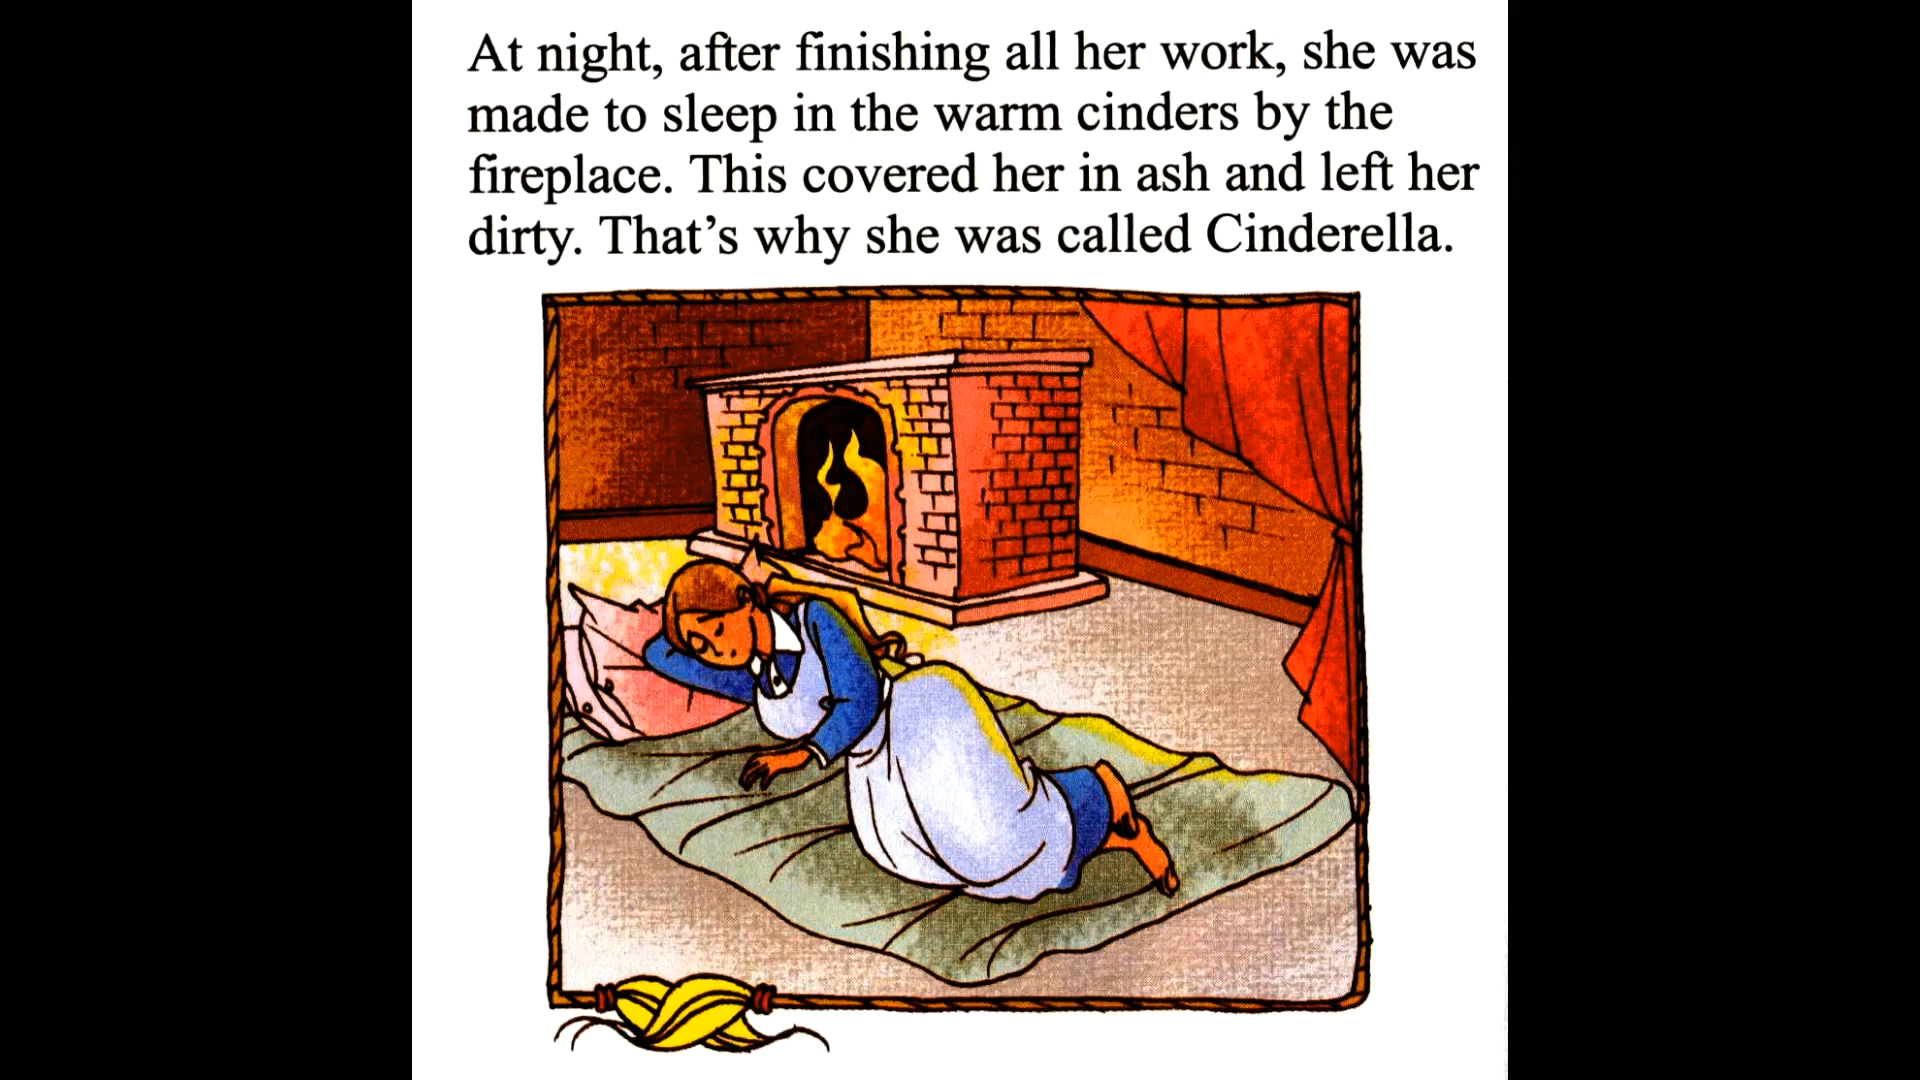 At night, after finishing all her work, she was
made to sleep in the warm cinders by the
fireplace. This covered her in ash and left her
dirty. That’s why she was called Cinderella.